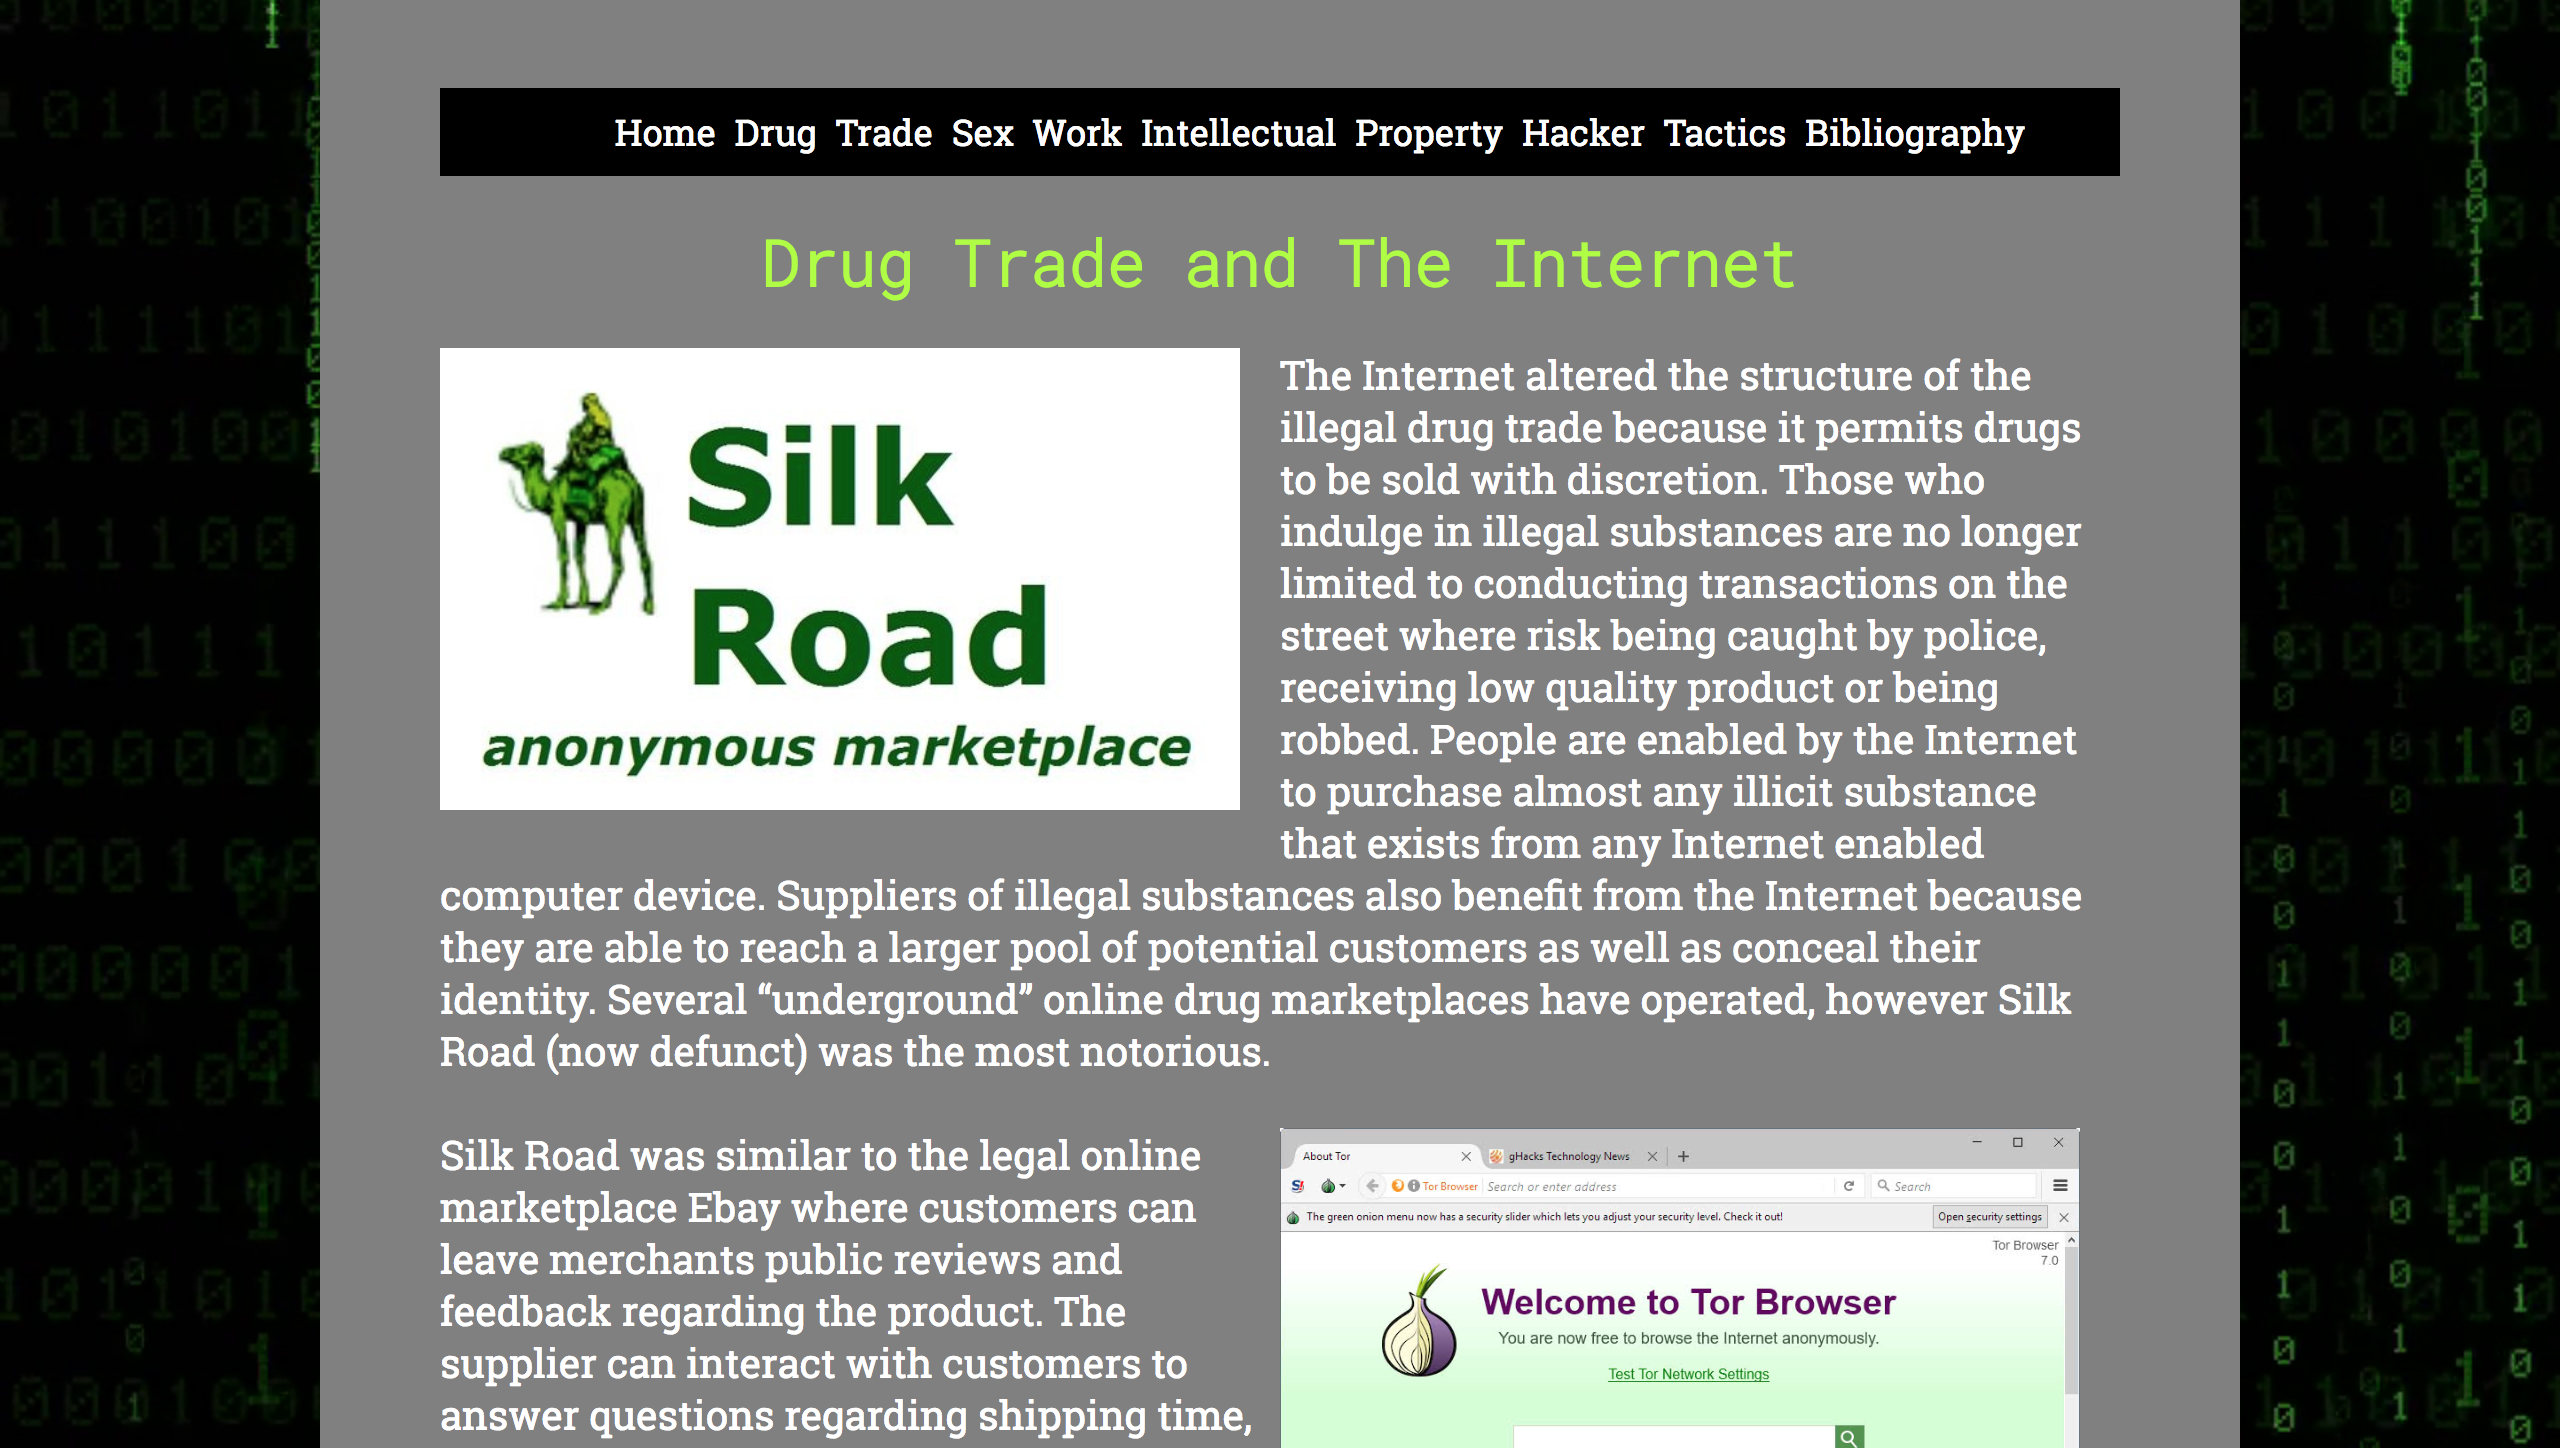 Home Drug Trade Sex Work Intellectual Property Hacker Tactics Bibliography
Drug Trade and The Internet
Silk
Road
anonymous marketplace
The Internet altered the structure of the
illegal drug trade because it permits drugs
to be sold with discretion. Those who
indulge in illegal substances are no longer
limited to conducting transactions on the
street where risk being caught by police,
receiving low quality product or being
robbed. People are enabled by the Internet
to purchase almost any illicit substance
that exists from any Internet enabled
computer device. Suppliers of illegal substances also benefit from the Internet because
they are able to reach a larger pool of potential customers as well as conceal their
identity. Several “underground” online drug marketplaces have operated, however Silk
Road (now defunct) was the most notorious.
Silk Road was similar to the legal online
marketplace Ebay where customers can
leave merchants public reviews and
feedback regarding the product. The
supplier can interact with customers to
answer questions regarding shipping time,
About Tor
gHacks Technology News
Tor Browser
Search or enter address
Search
The green onion menu now has a security slider which lets you adjust your security level. Check it out!
Open security settings
Tor Browser
7.0
Welcome to Tor Browser
You are now free to browse the Internet anonymously.
Test Tor Network Settings